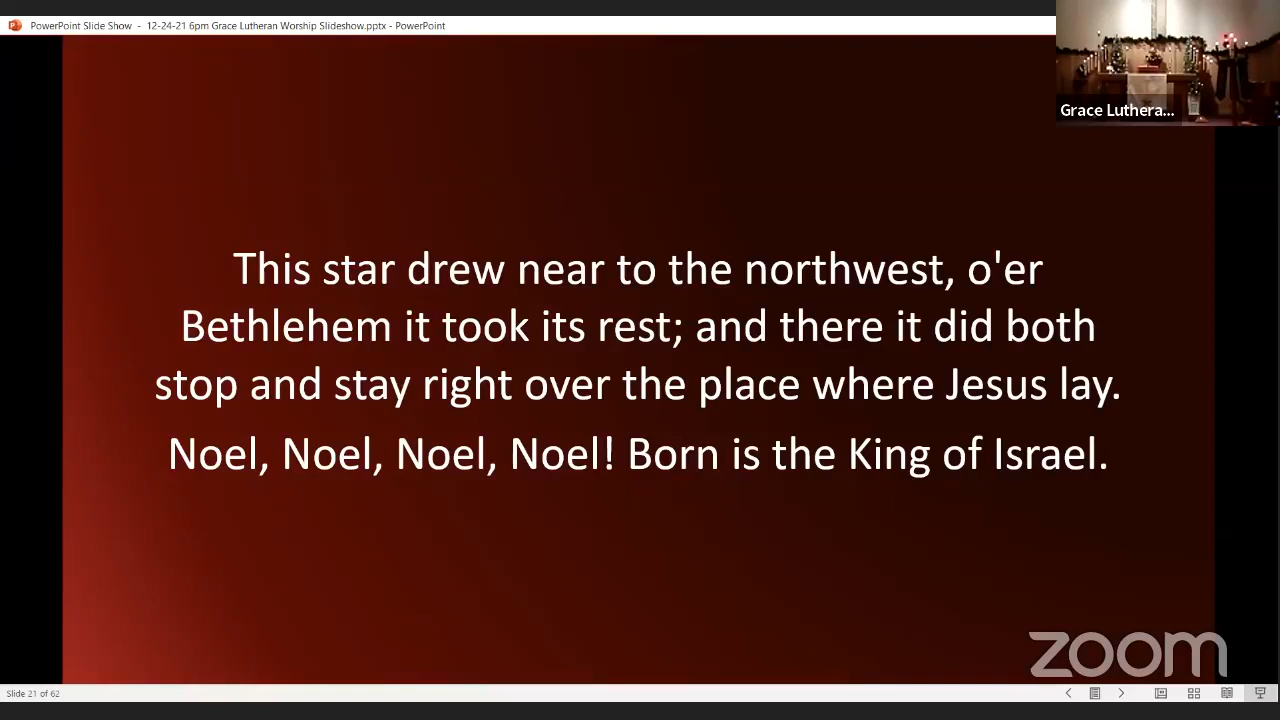 PowerPoint Slide Show - 12-24-21 6pm Grace Lutheran Worship Slideshow.pptx - PowerPoint
Grace Luthera...
This star drew near to the northwest, o'er
Bethlehem it took its rest; and there it did both
stop and stay right over the place where Jesus lay.
Noel, Noel, Noel, Noel! Born is the King of Israel.
zoom
Slide 21 of 62